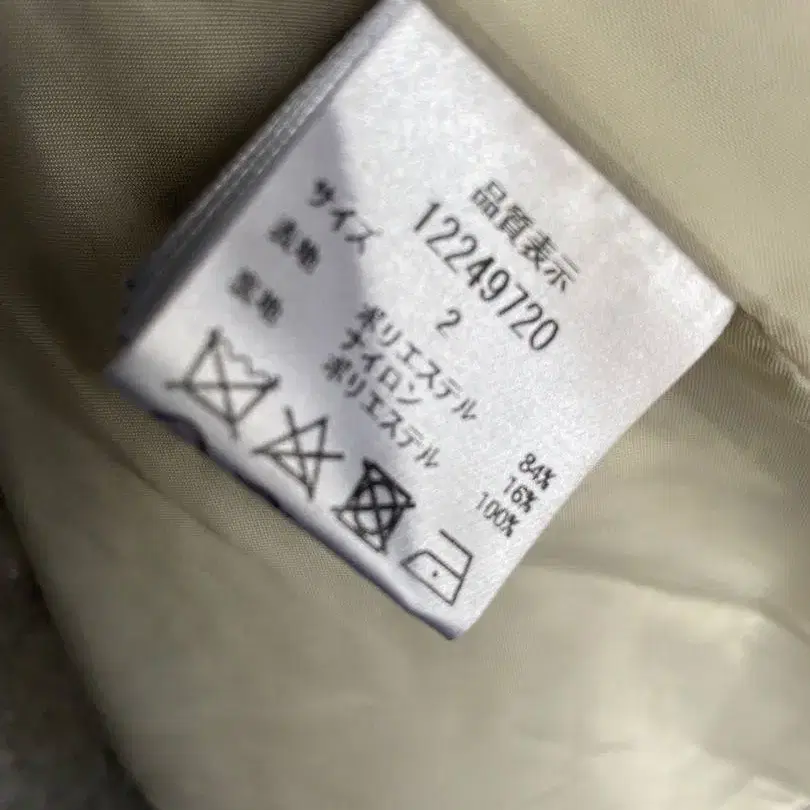 品質表示
12249720
サイズ 2
表地 ポリエステル 84%
ナイロン 16%
裏地 ポリエステル 100%